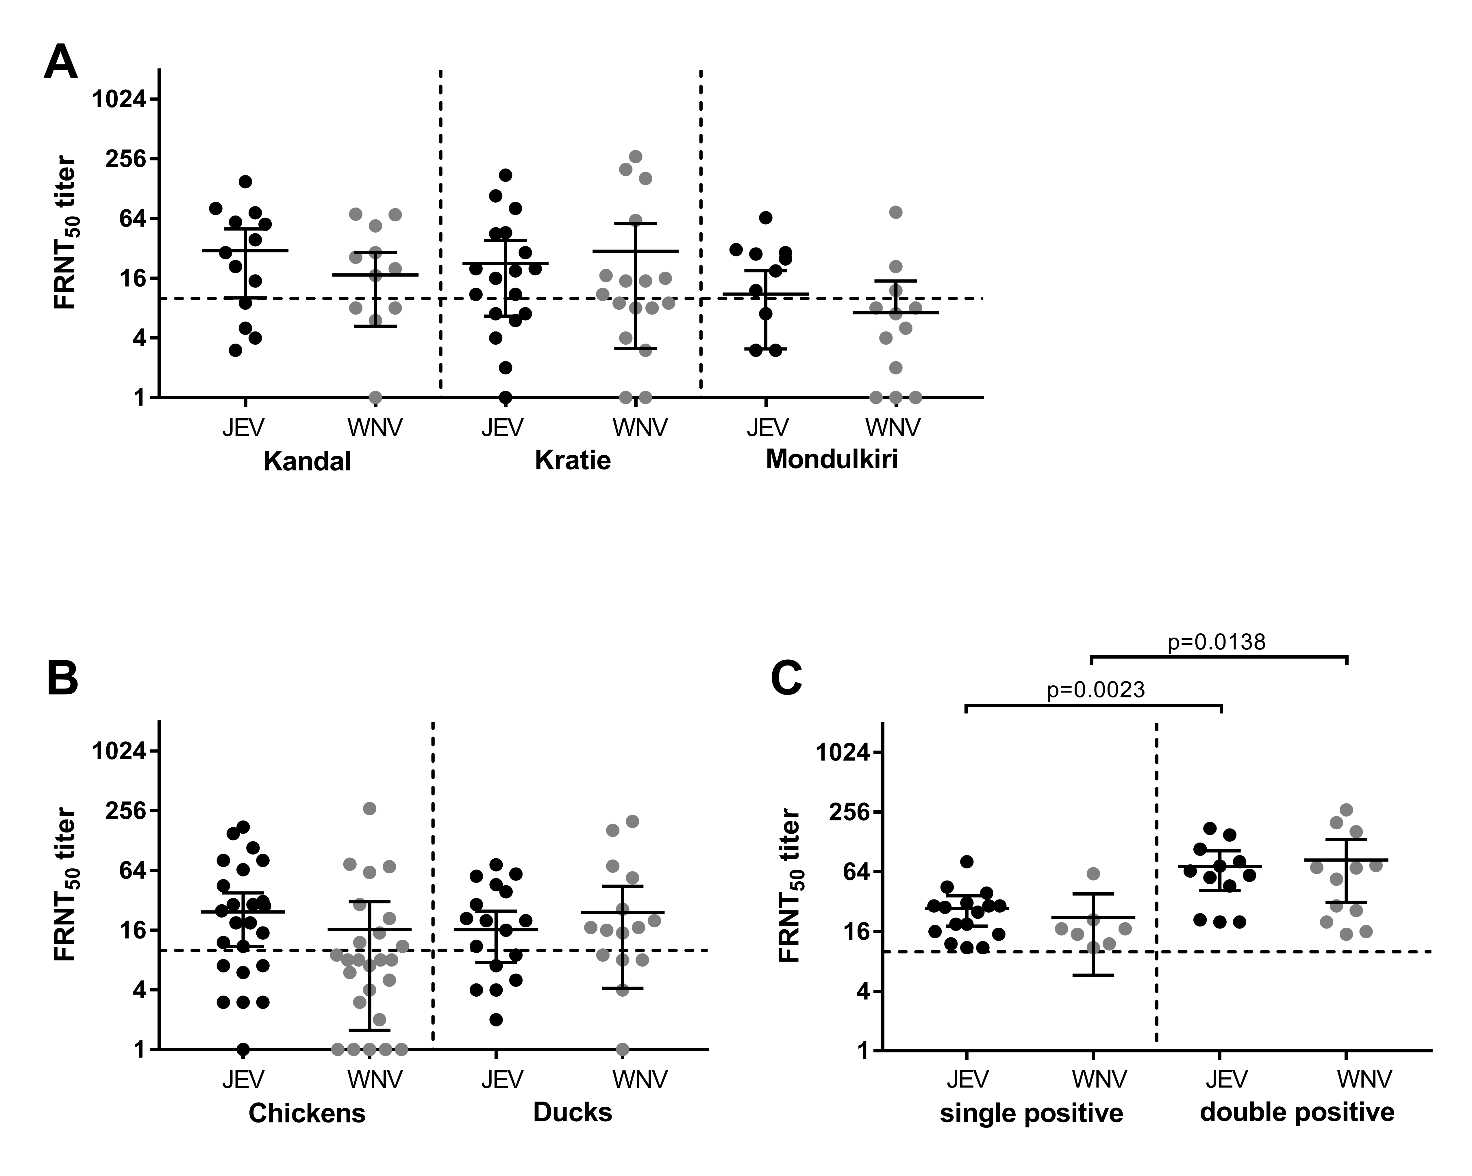 A
FRNT50 titer
1024
256
64
16
4
1
JEV WNV JEV WNV JEV WNV
Kandal Kratie Mondulkiri
B
FRNT50 titer
1024
256
64
16
4
1
JEV WNV JEV WNV
Chickens Ducks
C
p=0.0138
p=0.0023
FRNT50 titer
1024
256
64
16
4
1
JEV WNV JEV WNV
single positive double positive